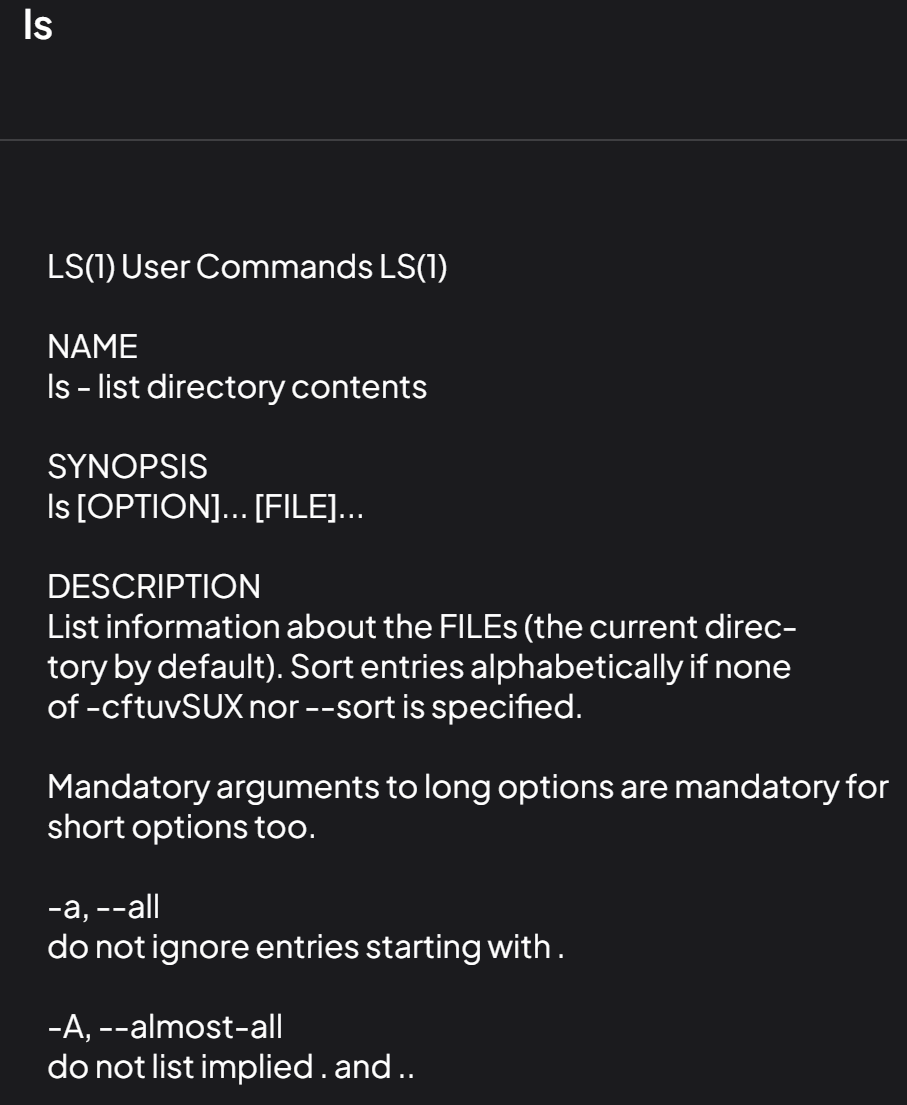 ls
LS(1) User Commands LS(1)
NAME
ls - list directory contents
SYNOPSIS
ls [OPTION]... [FILE]...
DESCRIPTION
List information about the FILEs (the current direc-
tory by default). Sort entries alphabetically if none
of -cftuvSUX nor --sort is specified.
Mandatory arguments to long options are mandatory for
short options too.
-a, --all
do not ignore entries starting with .
-A, --almost-all
do not list implied . and ..